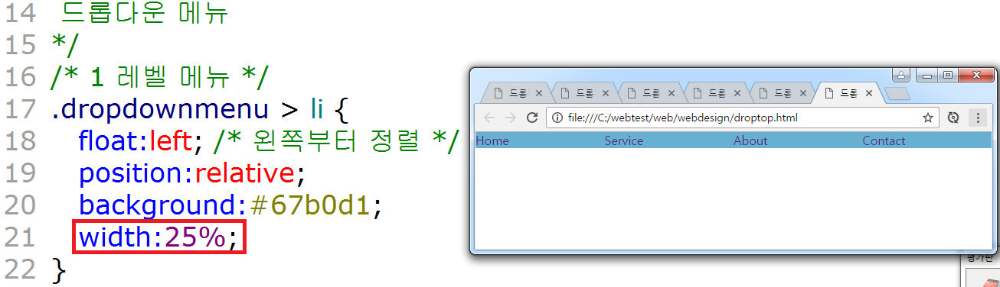 14 드롭다운 메뉴
15 */
16 /* 1 레벨 메뉴 */
17 .dropdownmenu > li {
18 float:left; /* 왼쪽부터 정렬 */
19 position:relative;
20 background:#67b0d1;
21 width:25%;
22 }
드롭 드롭 드롭 드롭 드롭 드롭
file:///C:/webtest/web/webdesign/droptop.html
Home Service About Contact
평가판